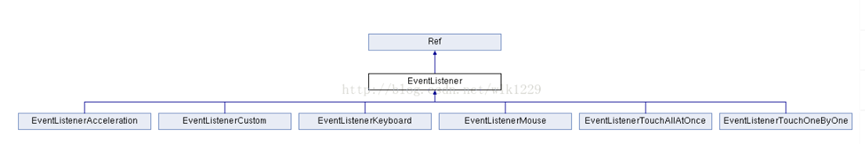 Ref
EventListener
EventListenerAcceleration EventListenerCustom EventListenerKeyboard EventListenerMouse EventListenerTouchAllAtOnce EventListenerTouchOneByOne